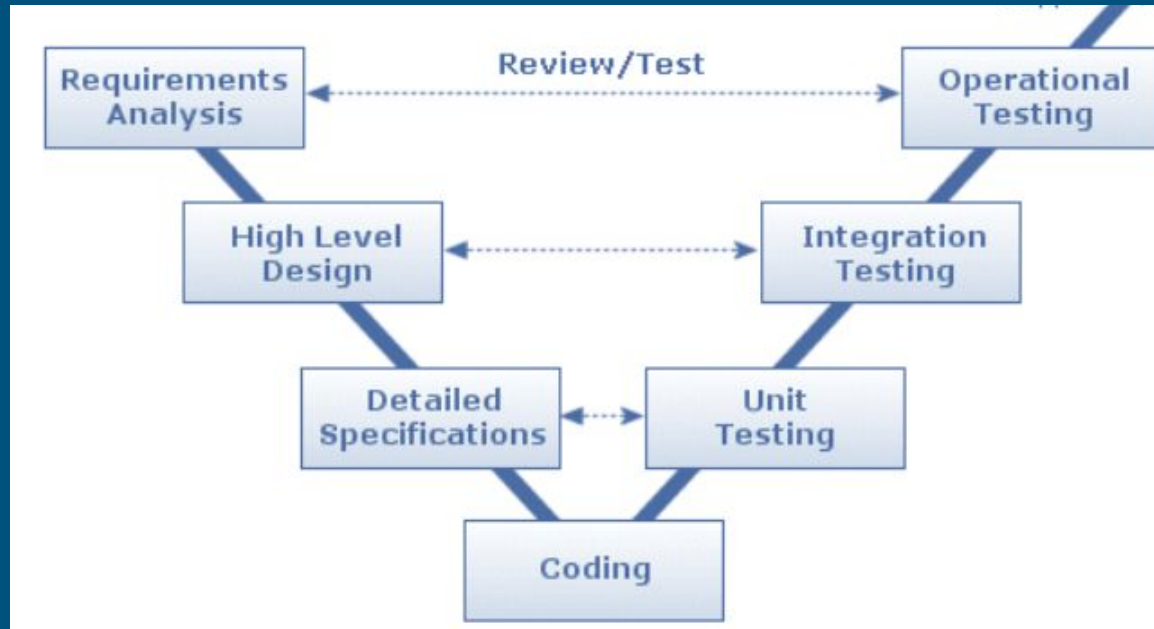 Review/Test
Requirements
Analysis
Operational
Testing
High Level
Design
Integration
Testing
Detailed
Specifications
Unit
Testing
Coding